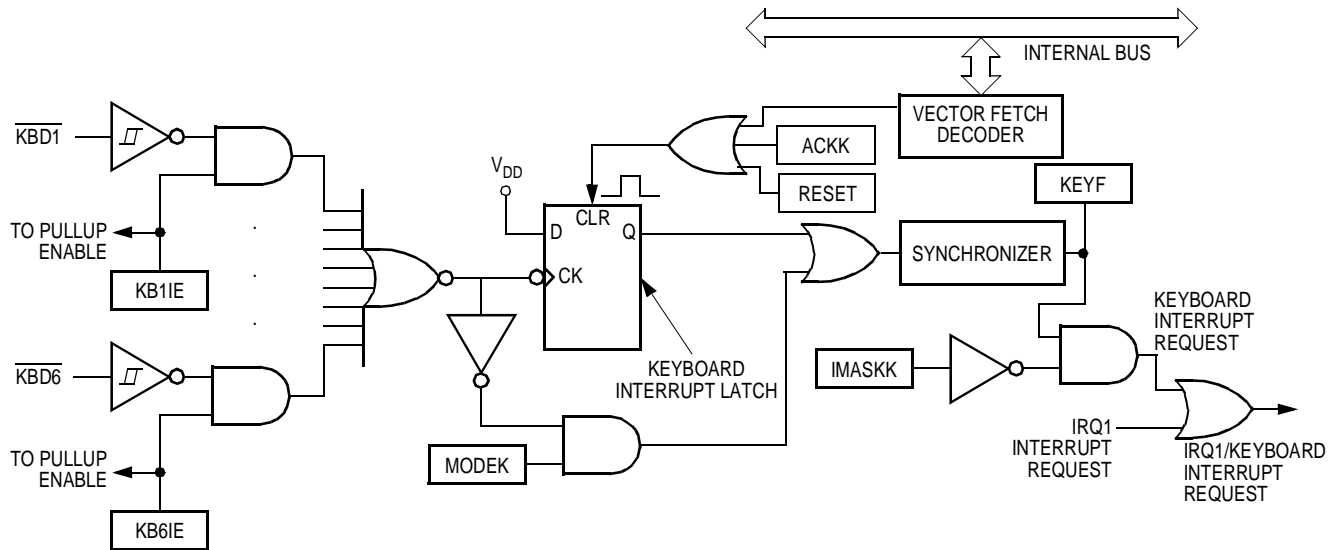 INTERNAL BUS
VECTOR FETCH
DECODER
ACKK
RESET
KEYF
KBD1
TO PULLUP
ENABLE
KB1IE
.
.
.
KBD6
TO PULLUP
ENABLE
KB6IE
VDD
CLR
D
Q
CK
KEYBOARD
INTERRUPT LATCH
MODEK
SYNCHRONIZER
IMASKK
KEYBOARD
INTERRUPT
REQUEST
IRQ1
INTERRUPT
REQUEST
IRQ1/KEYBOARD
INTERRUPT
REQUEST